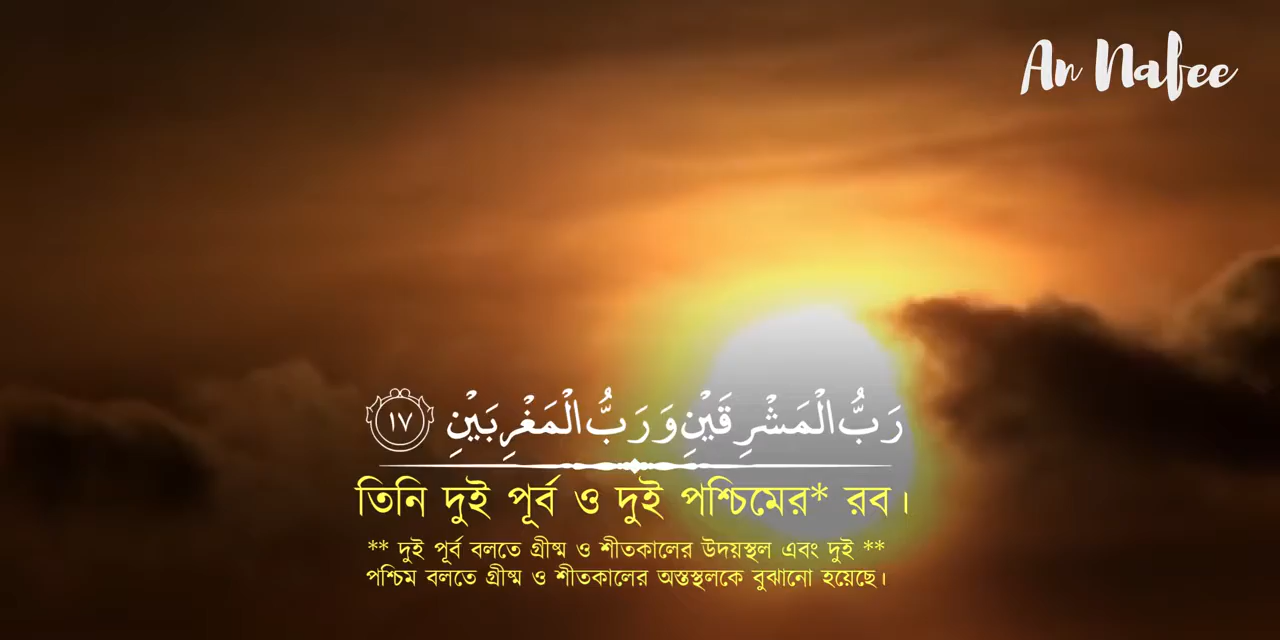 An Nafee
رَبُّ الْمَشْرِقَيْنِ وَرَبُّ الْمَغْرِبَيْنِ ١٧
তিনি দুই পূর্ব ও দুই পশ্চিমের* রব।
** দুই পূর্ব বলতে গ্রীষ্ম ও শীতকালের উদয়স্থল এবং দুই **
পশ্চিম বলতে গ্রীষ্ম ও শীতকালের অস্তস্থলকে বুঝানো হয়েছে।